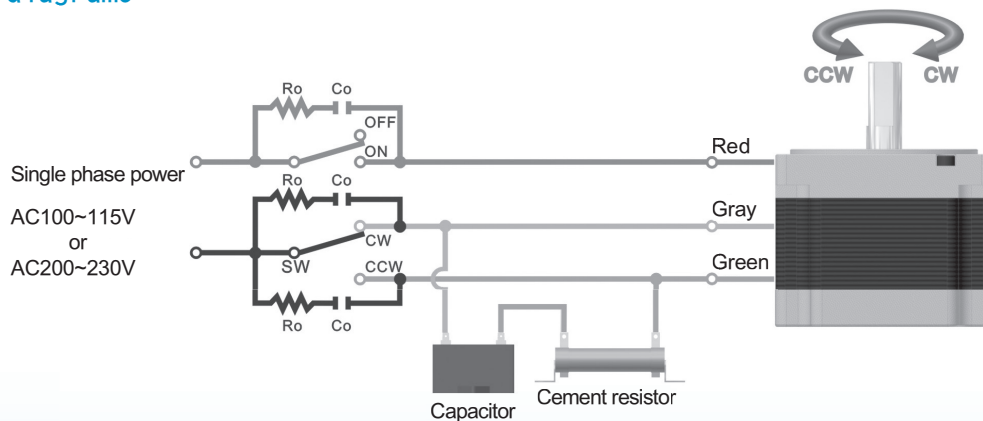 diagrams
CCW CW
Ro Co
OFF
ON
Red
Single phase power
Ro Co
AC100~115V
or
AC200~230V
CW
SW
Gray
CCW
Green
Ro Co
Capacitor
Cement resistor